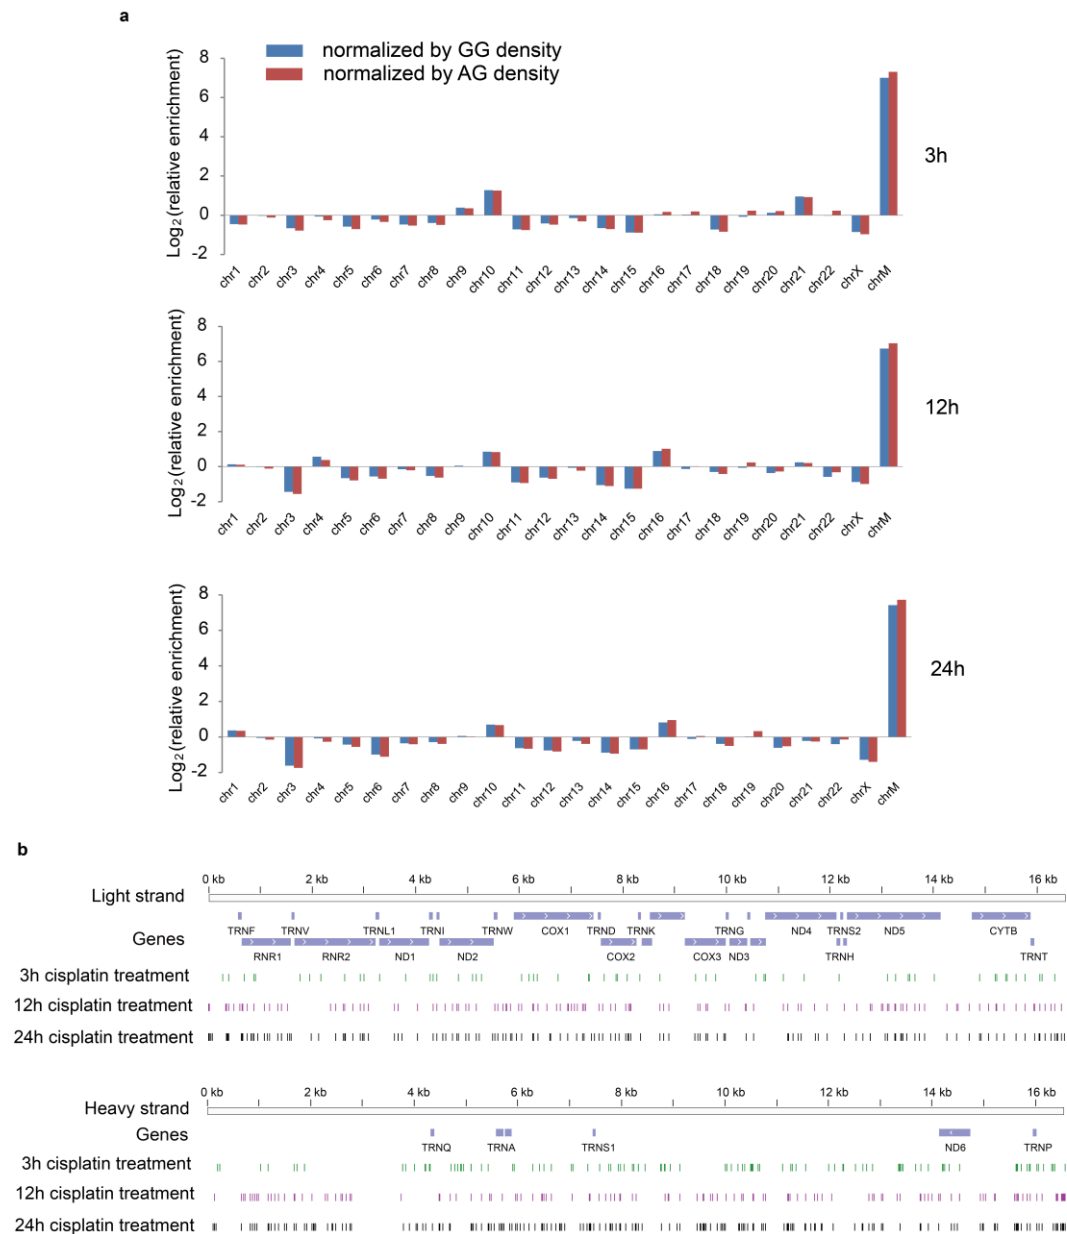 a
normalized by GG density
normalized by AG density
Log₂(relative enrichment)
8
6
4
2
0
-2
chr1 chr2 chr3 chr4 chr5 chr6 chr7 chr8 chr9 chr10 chr11 chr12 chr13 chr14 chr15 chr16 chr17 chr18 chr19 chr20 chr21 chr22 chrX chrM
3h
Log₂(relative enrichment)
8
6
4
2
0
-2
chr1 chr2 chr3 chr4 chr5 chr6 chr7 chr8 chr9 chr10 chr11 chr12 chr13 chr14 chr15 chr16 chr17 chr18 chr19 chr20 chr21 chr22 chrX chrM
12h
Log₂(relative enrichment)
8
6
4
2
0
-2
chr1 chr2 chr3 chr4 chr5 chr6 chr7 chr8 chr9 chr10 chr11 chr12 chr13 chr14 chr15 chr16 chr17 chr18 chr19 chr20 chr21 chr22 chrX chrM
24h
b
0 kb 2 kb 4 kb 6 kb 8 kb 10 kb 12 kb 14 kb 16 kb
Light strand
Genes
TRNF TRNV TRNL1 TRNI TRNW COX1 TRND TRNK TRNG ND4 TRNS2 ND5 CYTB
RNR1 RNR2 ND1 ND2 COX2 COX3 ND3 TRNH TRNT
3h cisplatin treatment
12h cisplatin treatment
24h cisplatin treatment
0 kb 2 kb 4 kb 6 kb 8 kb 10 kb 12 kb 14 kb 16 kb
Heavy strand
Genes
TRNQ TRNA TRNS1 ND6 TRNP
3h cisplatin treatment
12h cisplatin treatment
24h cisplatin treatment